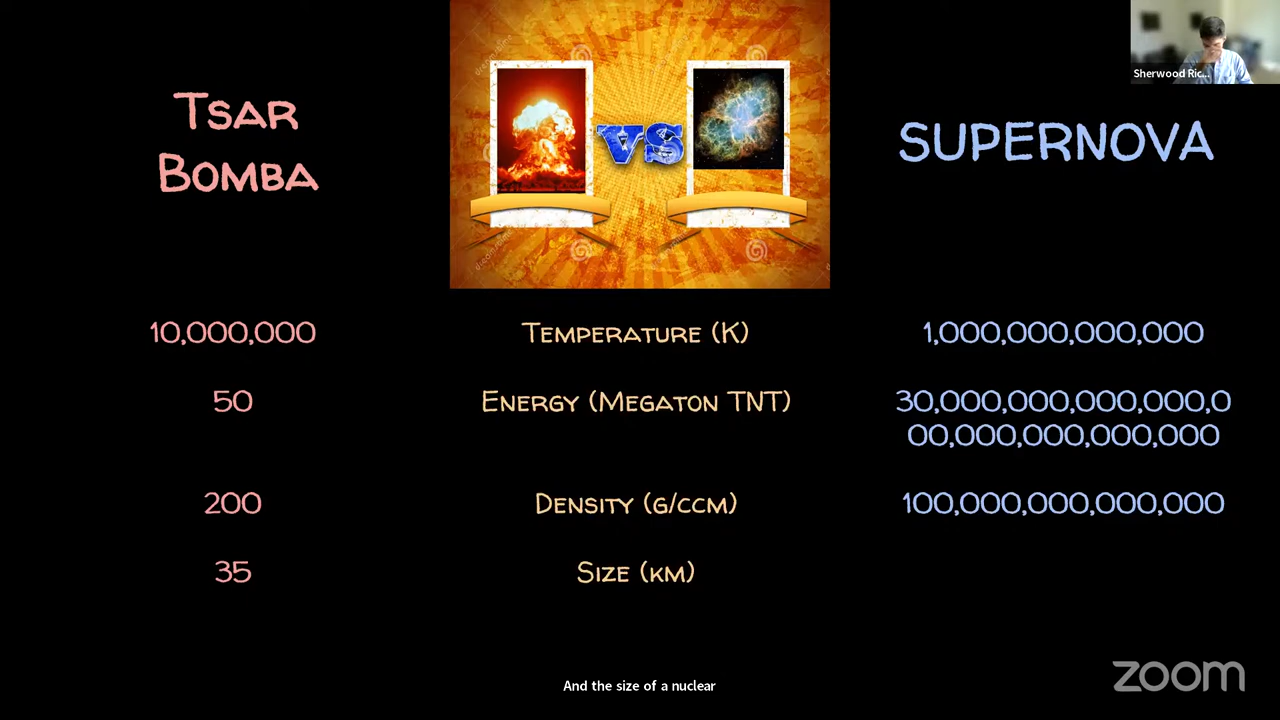 Tsar
Bomba
VS
SUPERNOVA
Sherwood Ric...
10,000,000
Temperature (K)
1,000,000,000,000
50
Energy (Megaton TNT)
30,000,000,000,000,0
00,000,000,000,000
200
Density (g/ccm)
100,000,000,000,000
35
Size (km)
And the size of a nuclear
zoom